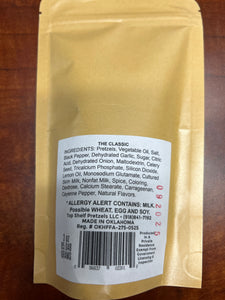 THE CLASSIC
INGREDIENTS: Pretzels, Vegetable Oil, Salt,
Black Pepper, Dehydrated Garlic, Sugar, Citric
Acid, Dehydrated Onion, Maltodextrin, Celery
Seed, Tricalcium Phosphate, Silicon Dioxide,
Lemon Oil, Monosodium Glutamate, Cultured
Skim Milk, Nonfat Milk, Spice, Coloring,
Dextrose, Calcium Stearate, Carrageenan,
Cayenne Pepper, Natural Flavors.
*ALLERGY ALERT CONTAINS: MILK.
Possible WHEAT. EGG AND SOY.
Top Shelf Pretzels LLC
MADE IN OKLAHOMA
Reg. # OKHFFA-275-0525
Produced in a
Private
Residence
Exempt from
Government
Licensing &
Inspection